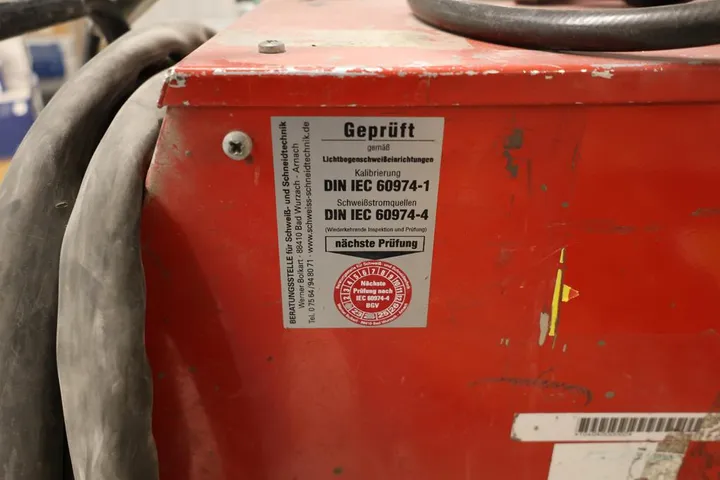 Geprüft
gemäß
Lichtbogenschweißeinrichtungen
Kalibrierung
DIN IEC 60974-1
Schweißstromquellen
DIN IEC 60974-4
(Wiederkehrende Inspektion und Prüfung)
nächste Prüfung
Nächste
Prüfung nach
IEC 60974-4
BGV
BERATUNGSSTELLE für Schweiß- und Schneidtechnik
Werner Bolkart - 88410 Bad Wurzach - Arnach
Tel. 0 75 64/94 80 71 - www.schweiss-schneidtechnik.de